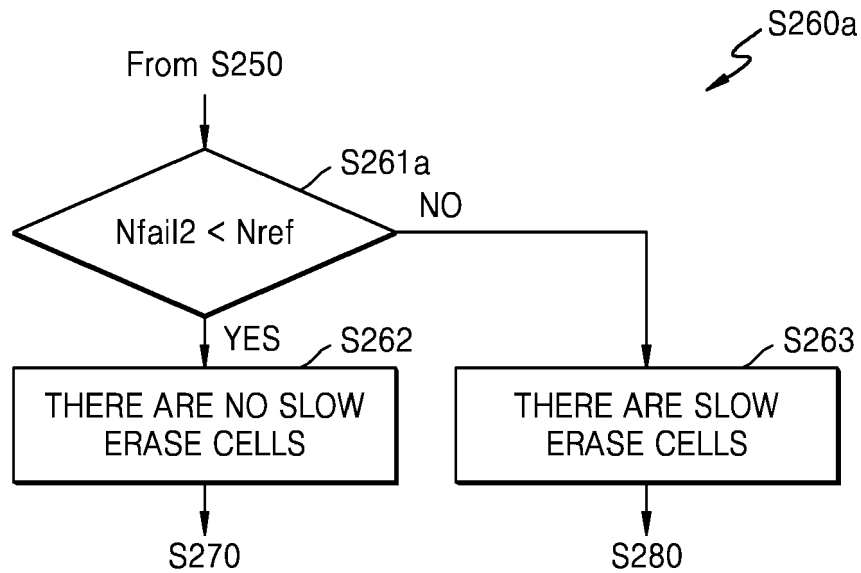 S260a
From S250
S261a
Nfail2 < Nref
NO
YES
S262
S263
THERE ARE NO SLOW
ERASE CELLS
THERE ARE SLOW
ERASE CELLS
S270
S280